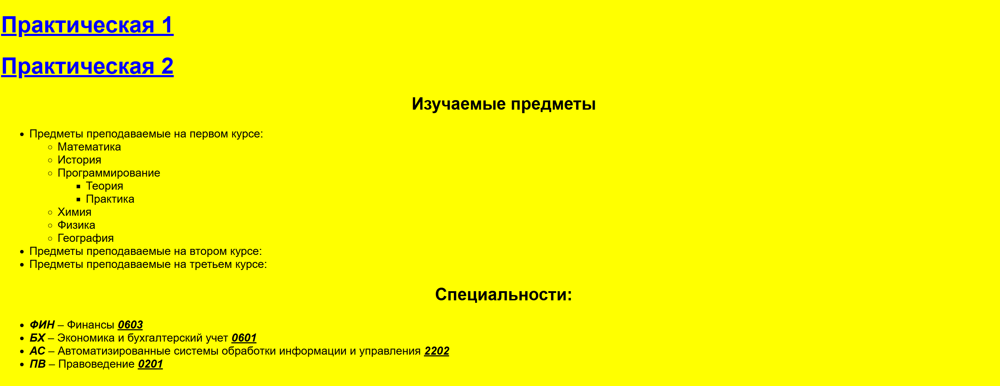 Практическая 1
Практическая 2
Изучаемые предметы
Предметы преподаваемые на первом курсе:
Математика
История
Программирование
Теория
Практика
Химия
Физика
География
Предметы преподаваемые на втором курсе:
Предметы преподаваемые на третьем курсе:
Специальности:
ФИН – Финансы 0603
БХ – Экономика и бухгалтерский учет 0601
АС – Автоматизированные системы обработки информации и управления 2202
ПВ – Правоведение 0201